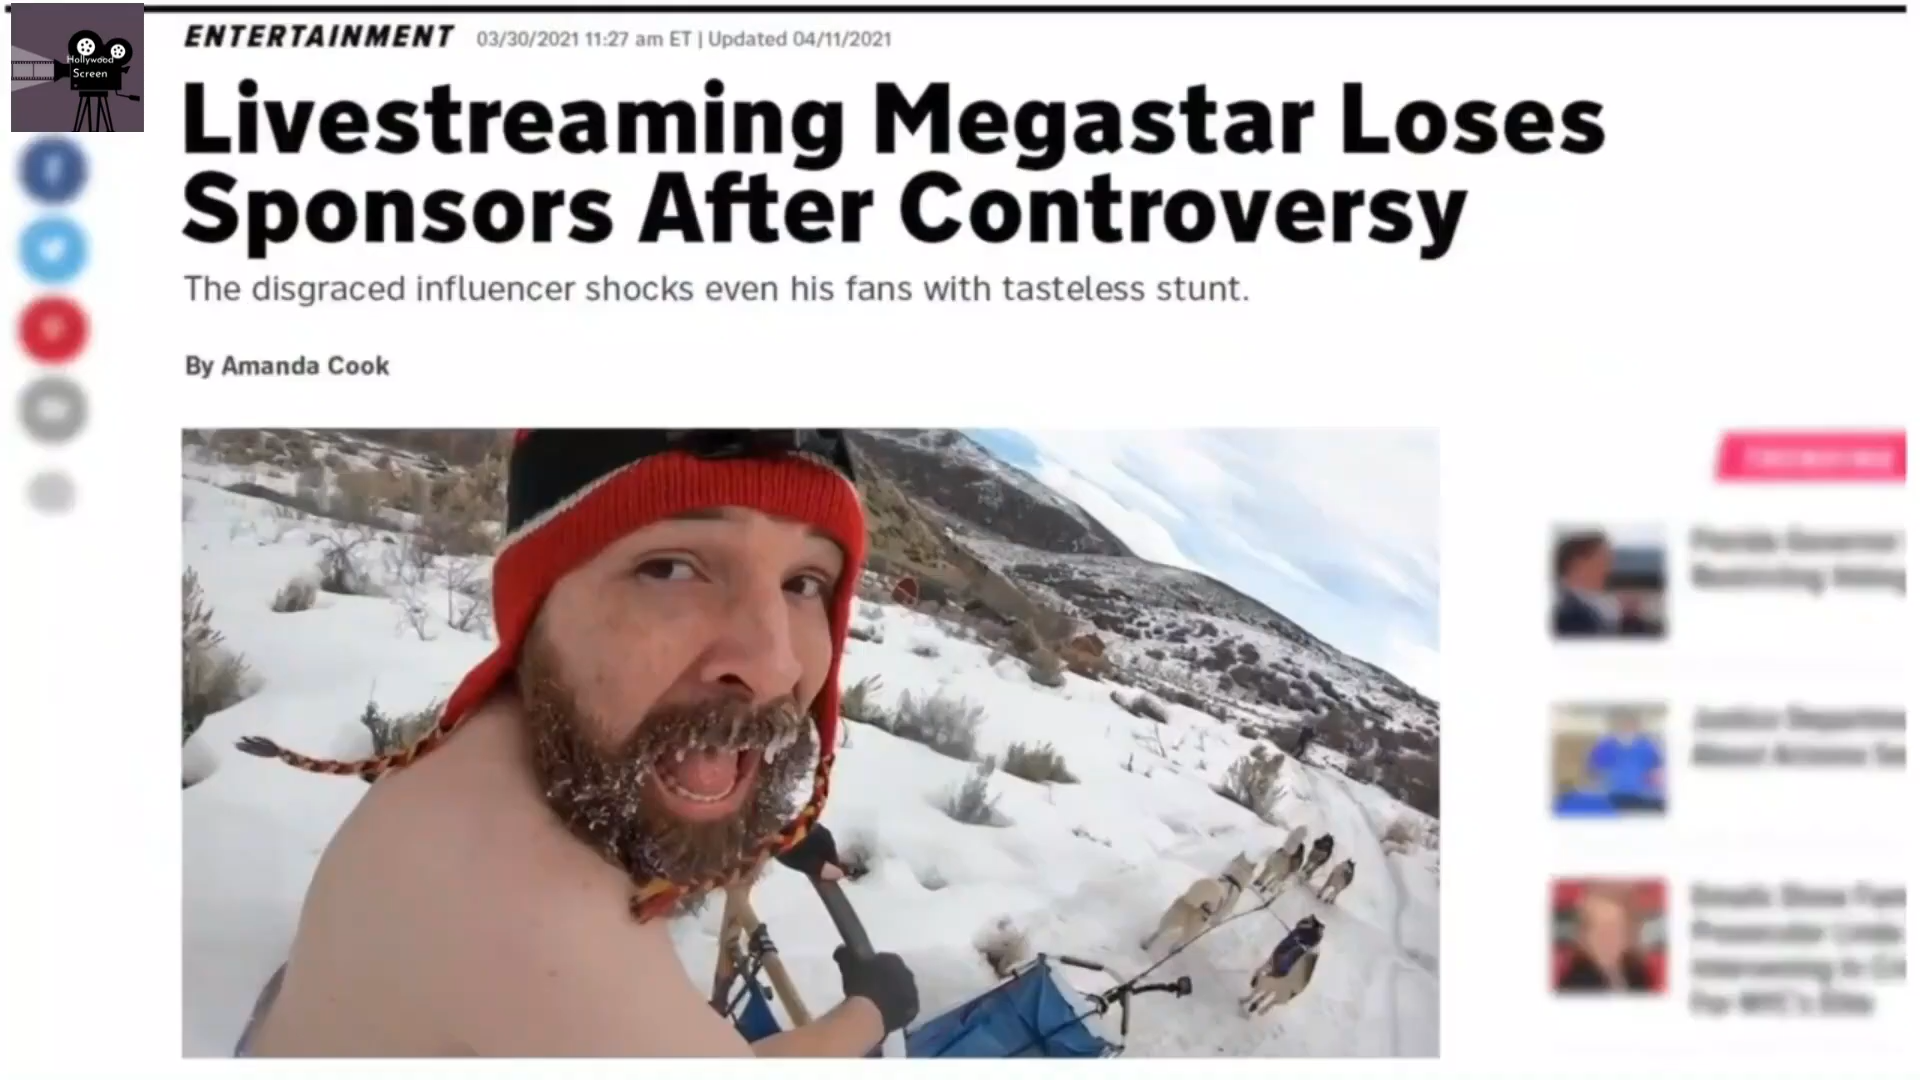 Hollywood
Screen
ENTERTAINMENT 03/30/2021 11:27 am ET | Updated 04/11/2021
Livestreaming Megastar Loses
Sponsors After Controversy
The disgraced influencer shocks even his fans with tasteless stunt.
By Amanda Cook